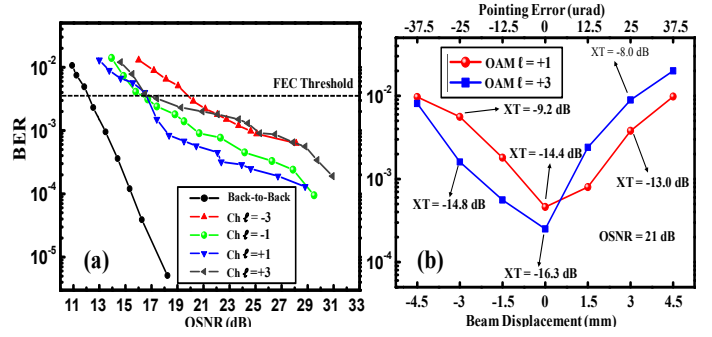 (a)
10⁻²
10⁻³
10⁻⁴
10⁻⁵
BER
FEC Threshold
Back-to-Back
Ch ℓ = -3
Ch ℓ = -1
Ch ℓ = +1
Ch ℓ = +3
11 13 15 17 19 21 23 25 27 29 31 33
OSNR (dB)
Pointing Error (urad)
-37.5 -25 -12.5 0 12.5 25 37.5
(b)
10⁻²
10⁻³
10⁻⁴
OAM ℓ = +1
OAM ℓ = +3
XT= -8.0 dB
XT= -9.2 dB
XT= -14.4 dB
XT= -13.0 dB
XT= -14.8 dB
XT= -16.3 dB
OSNR = 21 dB
-4.5 -3 -1.5 0 1.5 3 4.5
Beam Displacement (mm)